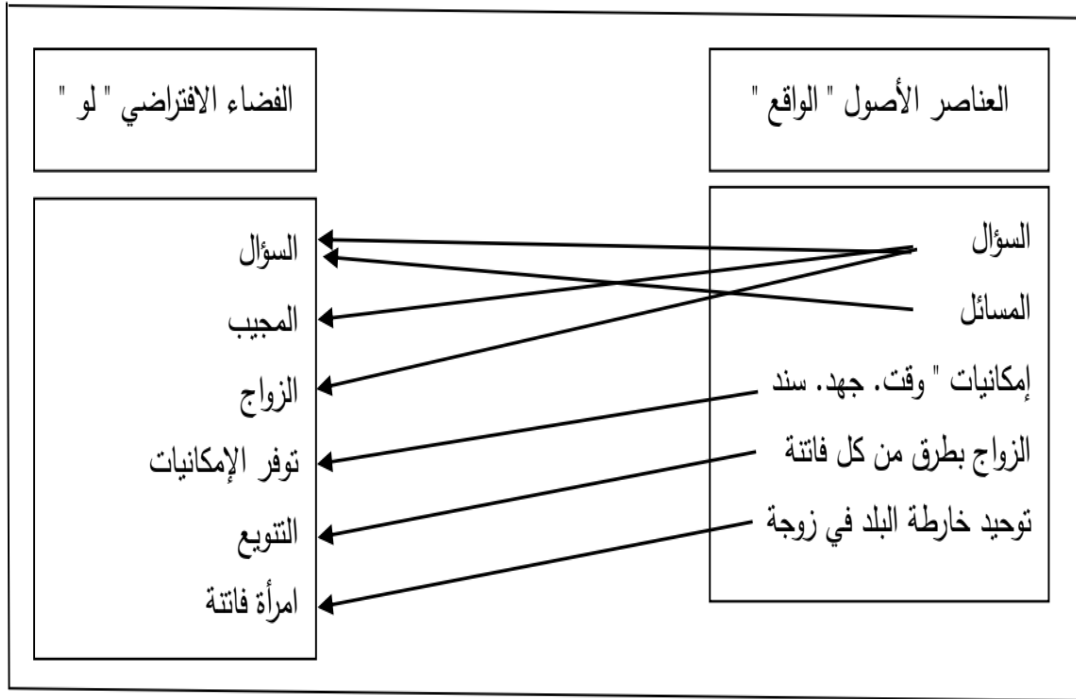 العناصر الأصول " الواقع "
السؤال
المسائل
إمكانيات " وقت. جهد. سند
الزواج بطرق من كل فاتنة
توحيد خارطة البلد في زوجة
الفضاء الافتراضي " لو "
السؤال
المجيب
الزواج
توفر الإمكانيات
التنويع
امرأة فاتنة